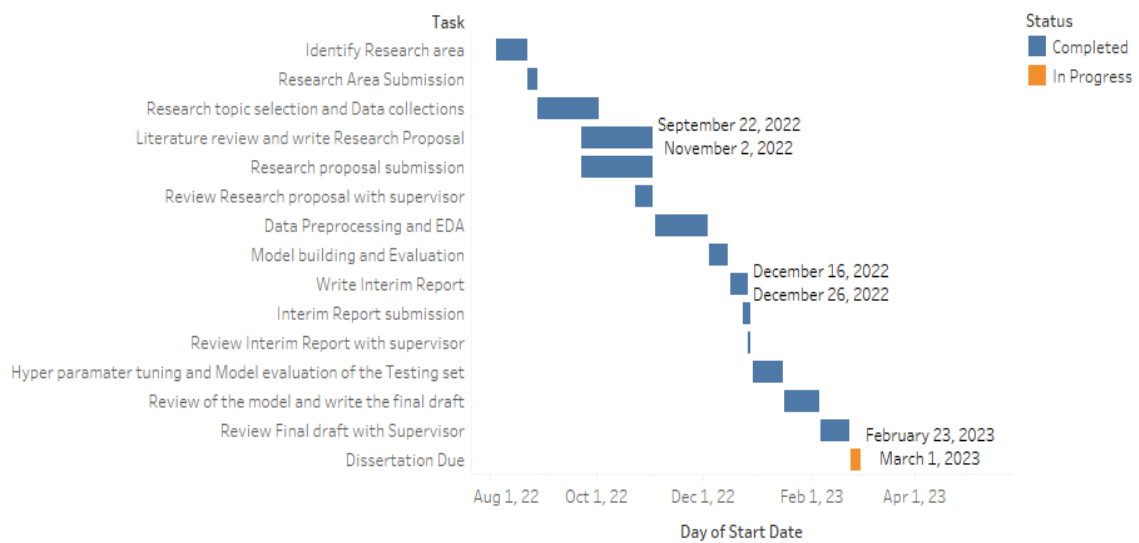 Task
Status
Completed
In Progress
Identify Research area
Research Area Submission
Research topic selection and Data collections
Literature review and write Research Proposal
Research proposal submission
Review Research proposal with supervisor
Data Preprocessing and EDA
Model building and Evaluation
Write Interim Report
Interim Report submission
Review Interim Report with supervisor
Hyper paramater tuning and Model evaluation of the Testing set
Review of the model and write the final draft
Review Final draft with Supervisor
Dissertation Due
September 22, 2022
November 2, 2022
December 16, 2022
December 26, 2022
February 23, 2023
March 1, 2023
Aug 1, 22
Oct 1, 22
Dec 1, 22
Feb 1, 23
Apr 1, 23
Day of Start Date